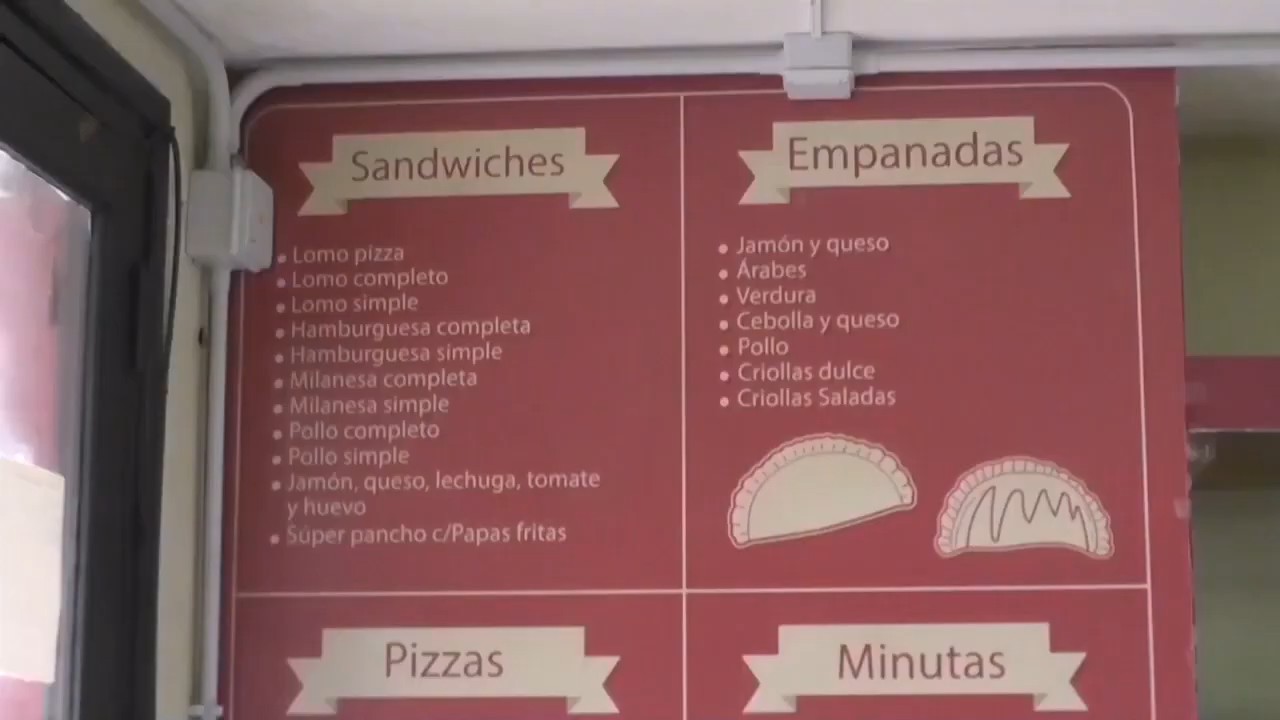 Sandwiches
• Lomo pizza
• Lomo completo
• Lomo simple
• Hamburguesa completa
• Hamburguesa simple
• Milanesa completa
• Milanesa simple
• Pollo completo
• Pollo simple
• Jamón, queso, lechuga, tomate
y huevo
• Súper pancho c/Papas fritas
Empanadas
• Jamón y queso
• Árabes
• Verdura
• Cebolla y queso
• Pollo
• Criollas dulce
• Criollas Saladas
Pizzas
Minutas